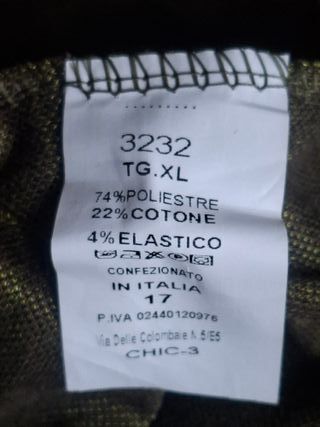 3232
TG.XL
74%POLIESTRE
22%COTONE
4%ELASTICO
CONFEZIONATO
IN ITALIA
17
P.IVA 02440120976
Via Delle Colombaie N.5/E5
CHIC-3